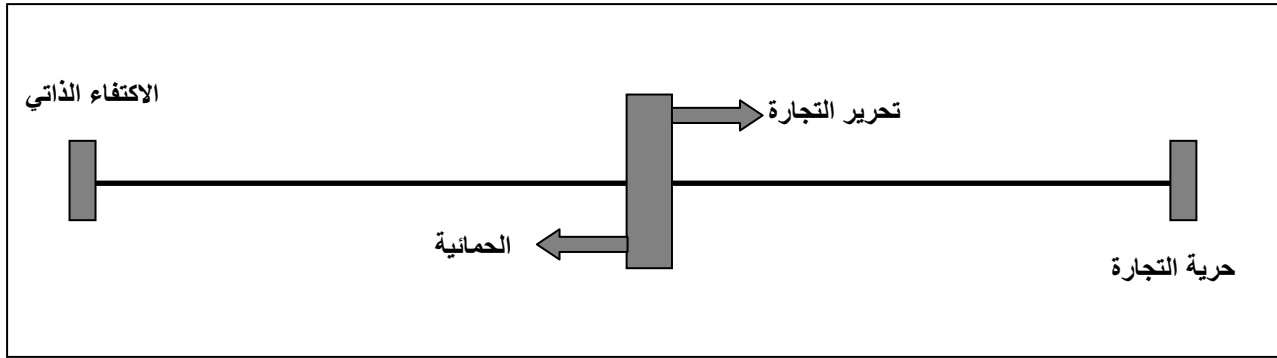 الاكتفاء الذاتي
تحرير التجارة
الحمائية
حرية التجارة